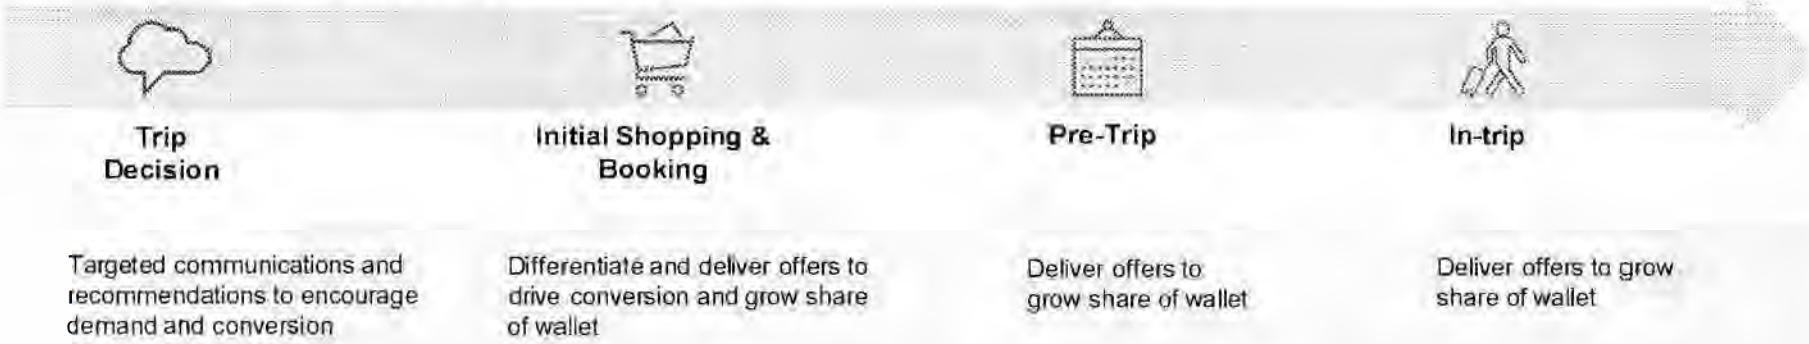 Trip
Decision
Initial Shopping &
Booking
Pre-Trip
In-trip
Targeted communications and
recommendations to encourage
demand and conversion
Differentiate and deliver offers to
drive conversion and grow share
of wallet
Deliver offers to
grow share of wallet
Deliver offers to grow
share of wallet